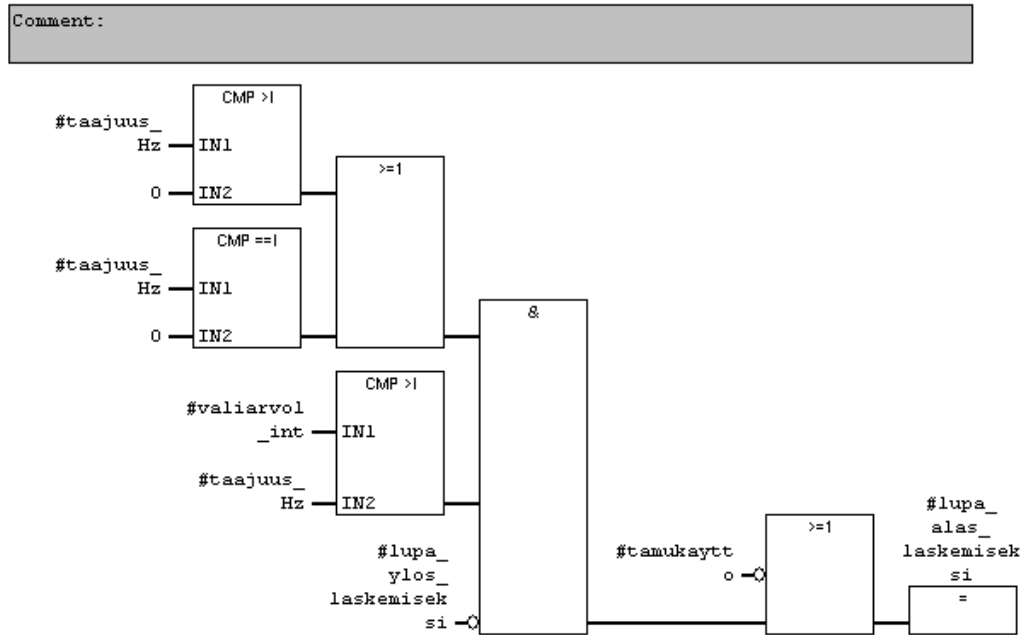 Comment:
CMP >I
#taajuus_
Hz
IN1
0
IN2
>=1
CMP ==I
#taajuus_
Hz
IN1
0
IN2
&
CMP >I
#valiarvol
_int
IN1
#taajuus_
Hz
IN2
#lupa_
ylos_
laskemisek
si
#tamukaytt
o
>=1
#lupa_
alas_
laskemisek
si
=